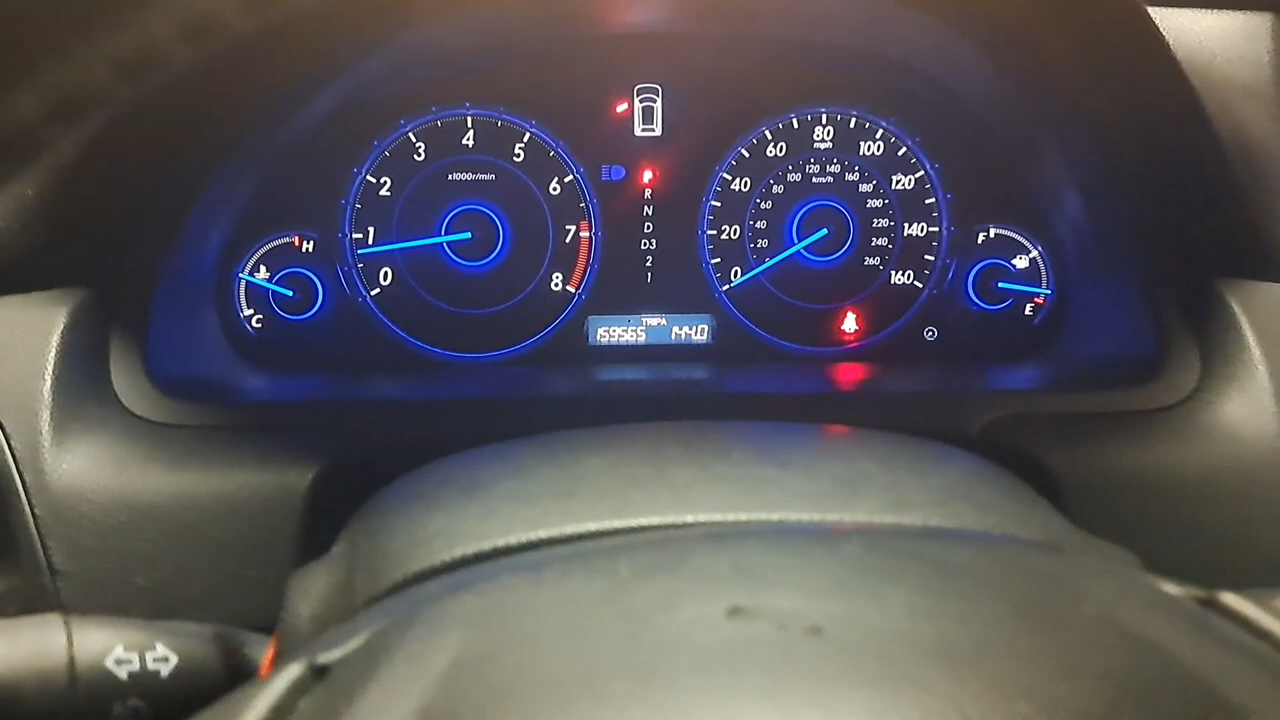 4
3 5
2 6
x1000r/min
1 7
0 8
H
C
P
R
N
D
D3
2
1
TRIP A
159565 144.0
80
mph
60 100
40 120
20 140
0 160
120 140
km/h
100 160
80 180
60 200
40 220
20 240
260
F
E